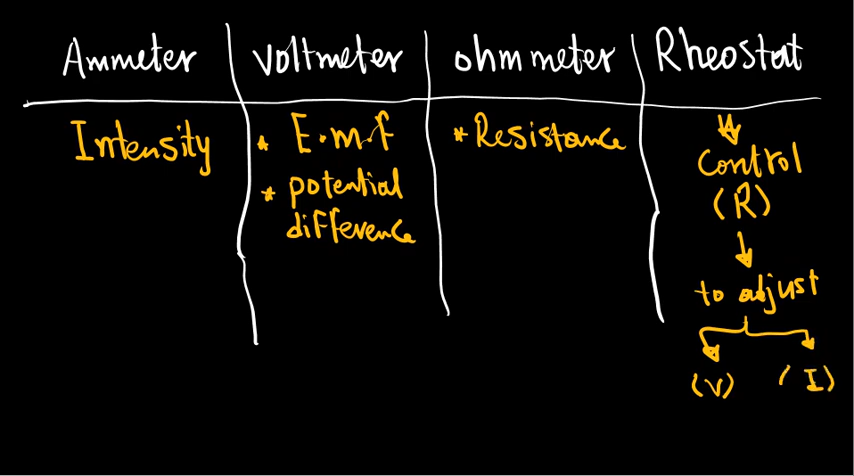 Ammeter voltmeter ohmmeter Rheostat
Intensity
* E.m.f
* potential
difference
* Resistance
Control
(R)
to adjust
(V) (I)